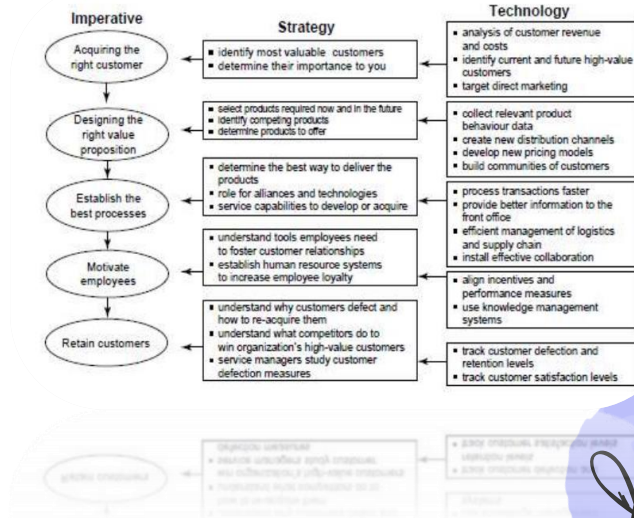 Imperative
Strategy
Technology
Acquiring the
right customer
▪ identify most valuable customers
▪ determine their importance to you
▪ analysis of customer revenue
and costs
▪ identify current and future high-value
customers
▪ target direct marketing
Designing the
right value
proposition
▪ select products required now and in the future
▪ identify competing products
▪ determine products to offer
▪ collect relevant product
behaviour data
▪ create new distribution channels
▪ develop new pricing models
▪ build communities of customers
Establish the
best processes
▪ determine the best way to deliver the
products
▪ role for alliances and technologies
▪ service capabilities to develop or acquire
▪ process transactions faster
▪ provide better information to the
front office
▪ efficient management of logistics
and supply chain
▪ install effective collaboration
Motivate
employees
▪ understand tools employees need
to foster customer relationships
▪ establish human resource systems
to increase employee loyalty
▪ align incentives and
performance measures
▪ use knowledge management
systems
Retain customers
▪ understand why customers defect and
how to re-acquire them
▪ understand what competitors do to
win organization's high-value customers
▪ service managers study customer
defection measures
▪ track customer defection and
retention levels
▪ track customer satisfaction levels